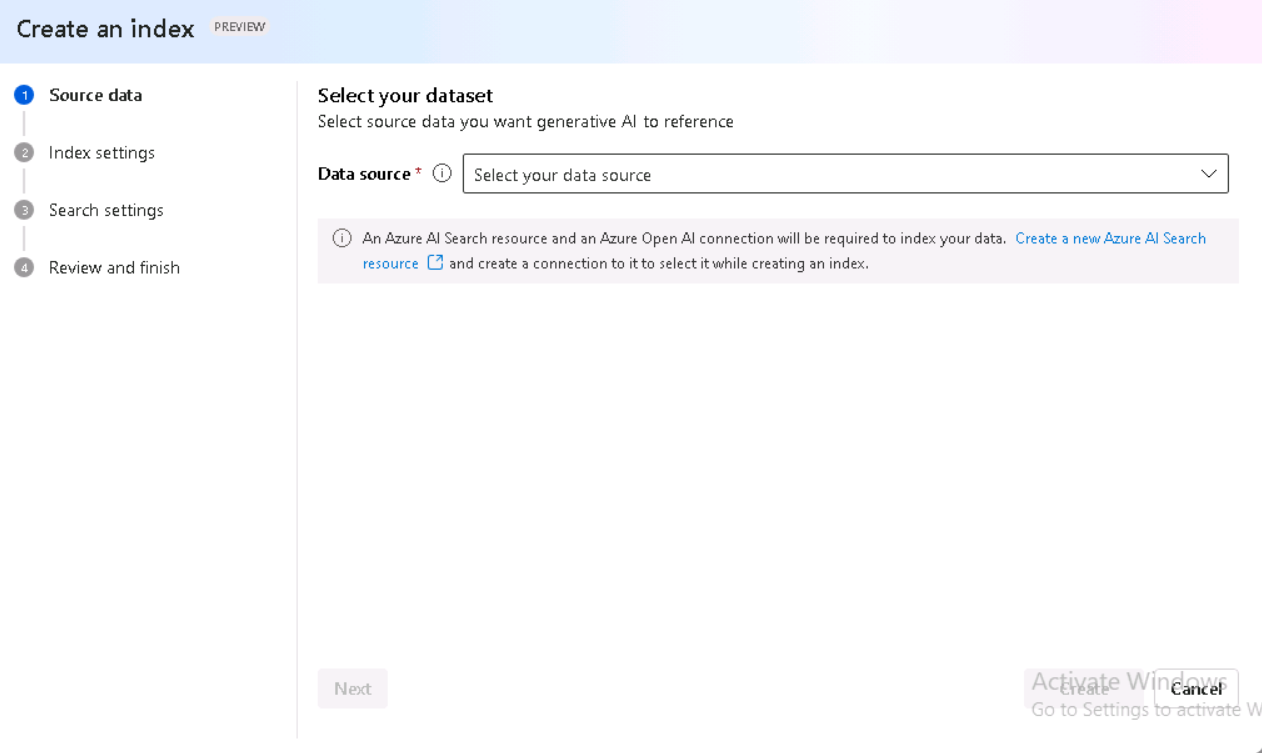 Create an index PREVIEW
1 Source data
2 Index settings
3 Search settings
4 Review and finish
Select your dataset
Select source data you want generative AI to reference
Data source * Select your data source
An Azure AI Search resource and an Azure Open AI connection will be required to index your data. Create a new Azure AI Search
resource and create a connection to it to select it while creating an index.
Next
Create
Cancel
Activate Windows
Go to Settings to activate W